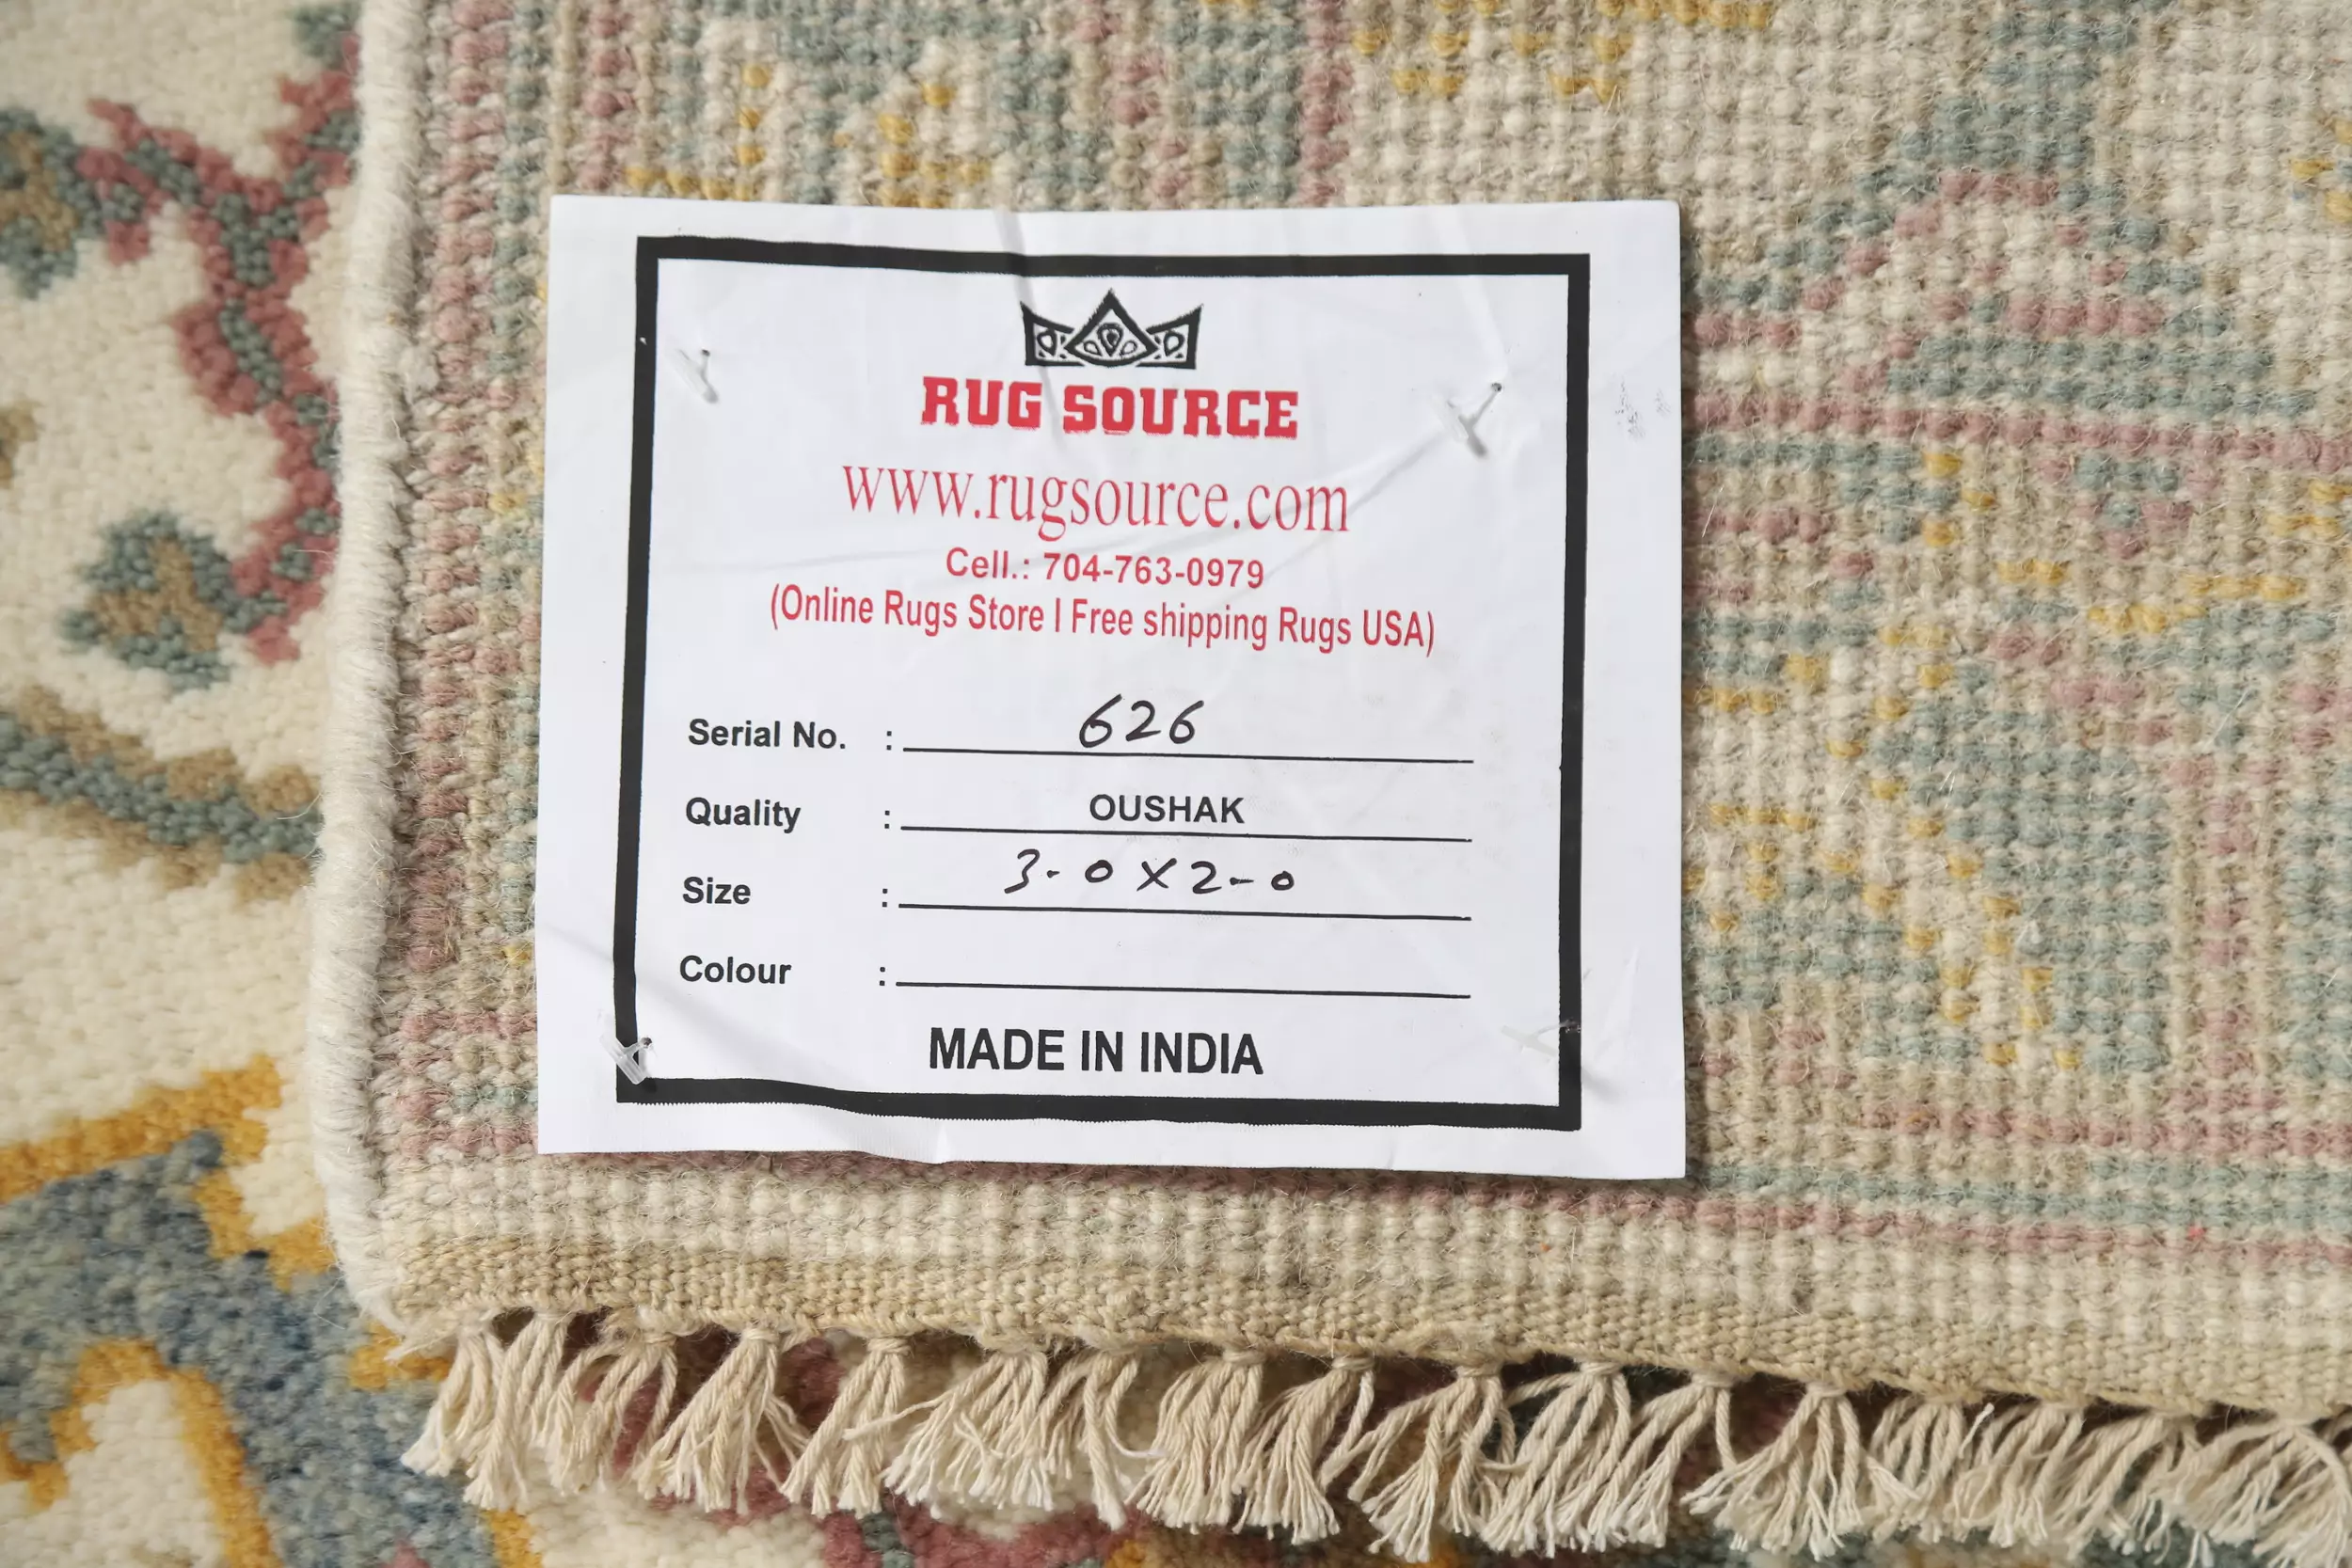 RUG SOURCE
www.rugsource.com
Cell.: 704-763-0979
(Online Rugs Store I Free shipping Rugs USA)
Serial No. : 626
Quality : OUSHAK
Size : 3-0X2-0
Colour :
MADE IN INDIA